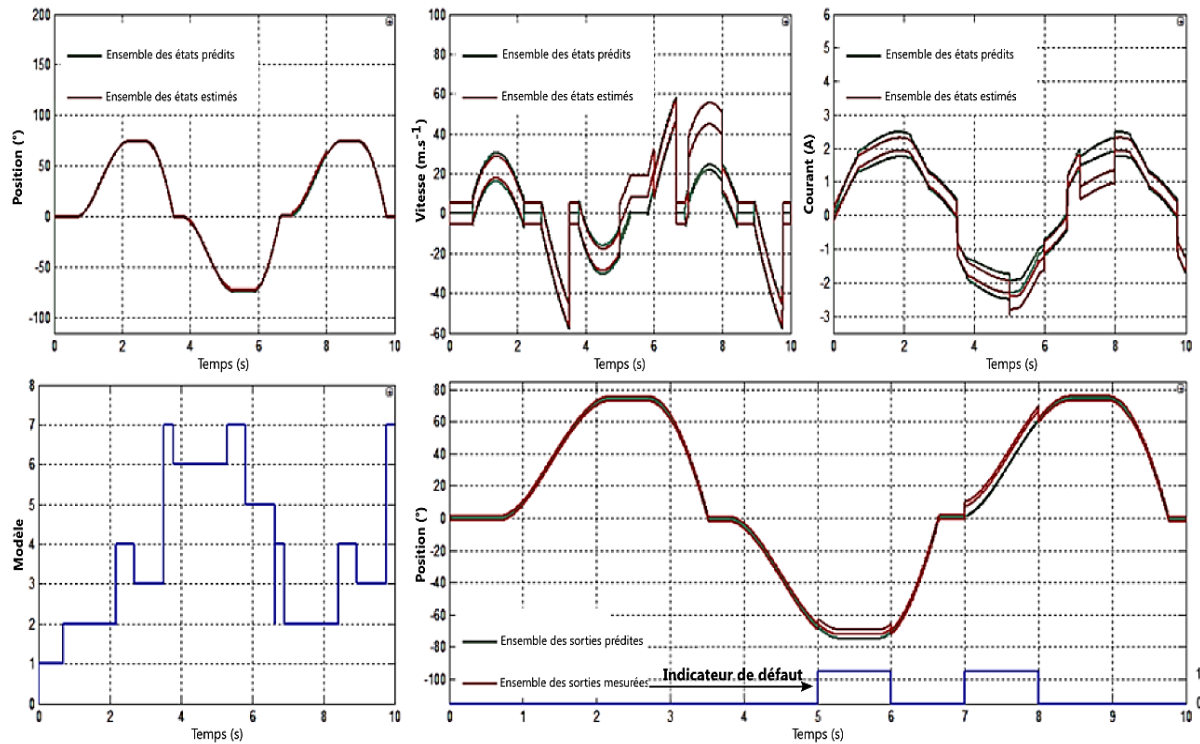 200
150
100
50
0
-50
-100
Position (°)
Ensemble des états prédits
Ensemble des états estimés
0 2 4 6 8 10
Temps (s)
100
80
60
40
20
0
-20
-40
-60
Vitesse (m.s⁻¹)
Ensemble des états prédits
Ensemble des états estimés
0 2 4 6 8 10
Temps (s)
6
5
4
3
2
1
0
-1
-2
-3
Courant (A)
Ensemble des états prédits
Ensemble des états estimés
0 2 4 6 8 10
Temps (s)
8
7
6
5
4
3
2
1
0
Modèle
0 2 4 6 8 10
Temps (s)
80
60
40
20
0
-20
-40
-60
-80
-100
Position (°)
Ensemble des sorties prédites
Ensemble des sorties mesurées
Indicateur de défaut
1
0
0 1 2 3 4 5 6 7 8 9 10
Temps (s)